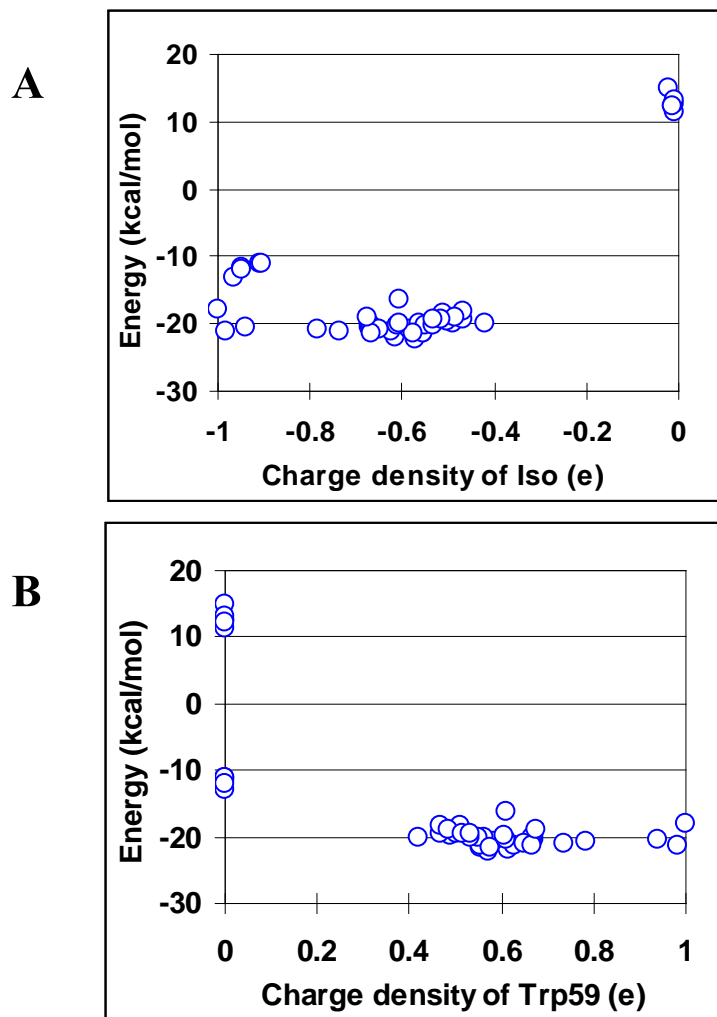 A
Energy (kcal/mol)
20
10
0
-10
-20
-30
-1 -0.8 -0.6 -0.4 -0.2 0
Charge density of Iso (e)
B
Energy (kcal/mol)
20
10
0
-10
-20
-30
0 0.2 0.4 0.6 0.8 1
Charge density of Trp59 (e)